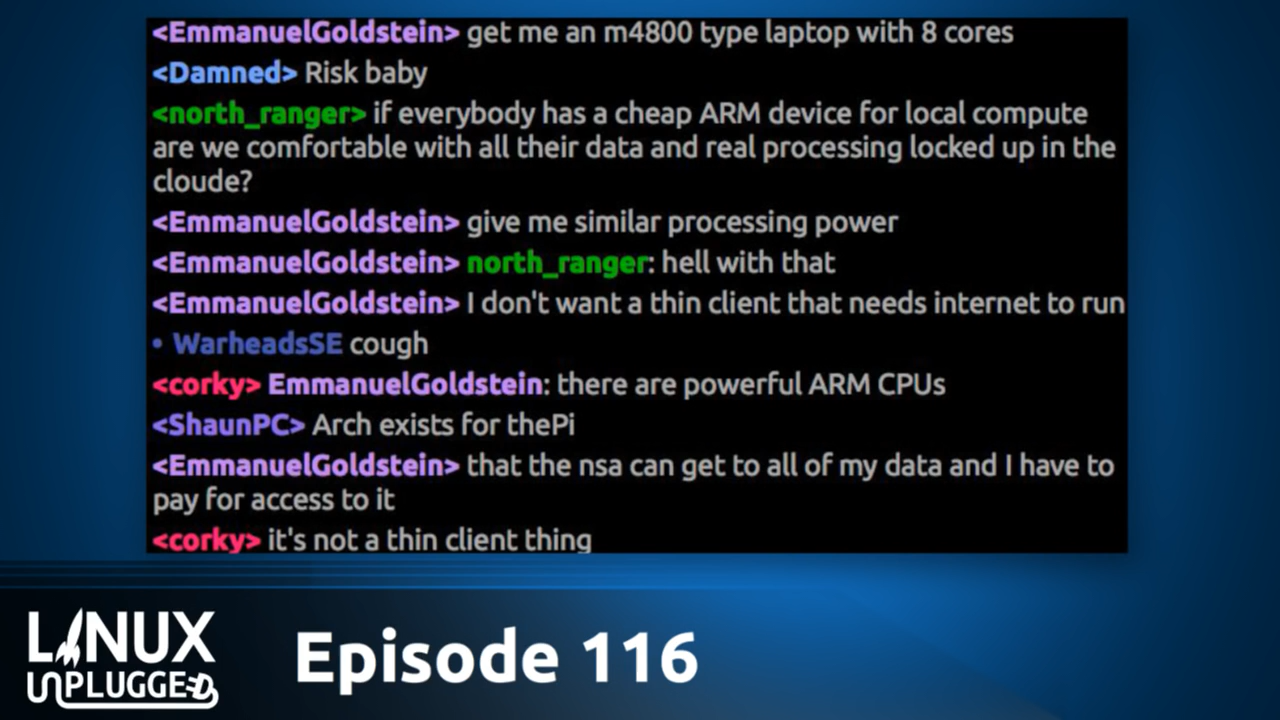 <EmmanuelGoldstein> get me an m4800 type laptop with 8 cores
<Damned> Risk baby
<north_ranger> if everybody has a cheap ARM device for local compute
are we comfortable with all their data and real processing locked up in the
cloude?
<EmmanuelGoldstein> give me similar processing power
<EmmanuelGoldstein> north_ranger: hell with that
<EmmanuelGoldstein> I don't want a thin client that needs internet to run
• WarheadsSE cough
<corky> EmmanuelGoldstein: there are powerful ARM CPUs
<ShaunPC> Arch exists for thePi
<EmmanuelGoldstein> that the nsa can get to all of my data and I have to
pay for access to it
<corky> it's not a thin client thing
LINUX
UNPLUGGED
Episode 116